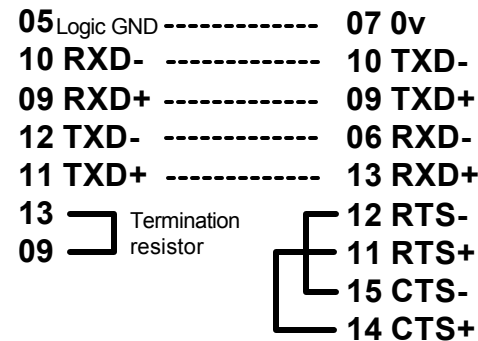 05 Logic GND ------------- 07 0v
10 RXD- ------------- 10 TXD-
09 RXD+ ------------- 09 TXD+
12 TXD- ------------- 06 RXD-
11 TXD+ ------------- 13 RXD+
13 Termination 12 RTS-
09 resistor 11 RTS+
15 CTS-
14 CTS+